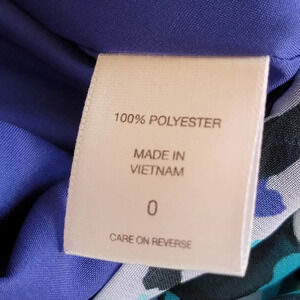 100% POLYESTER
MADE IN
VIETNAM
0
CARE ON REVERSE